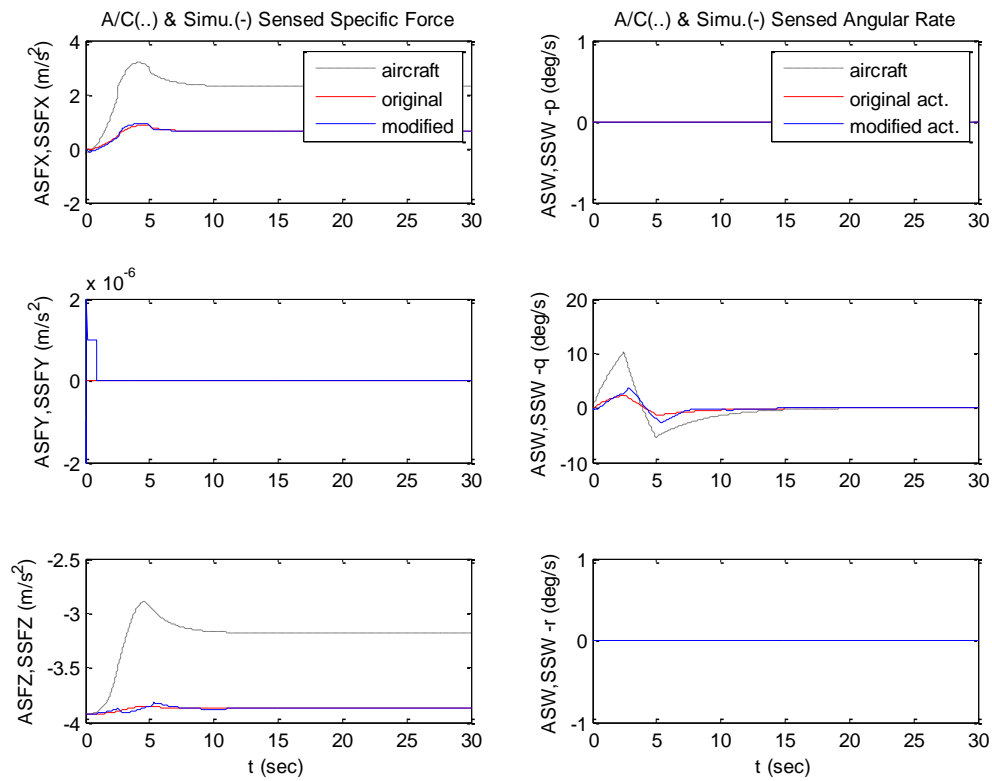 A/C(..) & Simu.(-) Sensed Specific Force
ASFX,SSFX (m/s²)
4
2
0
-2
0 5 10 15 20 25 30
aircraft
original
modified
A/C(..) & Simu.(-) Sensed Angular Rate
ASW,SSW -p (deg/s)
1
0
-1
0 5 10 15 20 25 30
aircraft
original act.
modified act.
x 10⁻⁶
ASFY,SSFY (m/s²)
2
0
-2
0 5 10 15 20 25 30
ASW,SSW -q (deg/s)
20
10
0
-10
0 5 10 15 20 25 30
ASFZ,SSFZ (m/s²)
-2.5
-3
-3.5
-4
0 5 10 15 20 25 30
t (sec)
ASW,SSW -r (deg/s)
1
0
-1
0 5 10 15 20 25 30
t (sec)